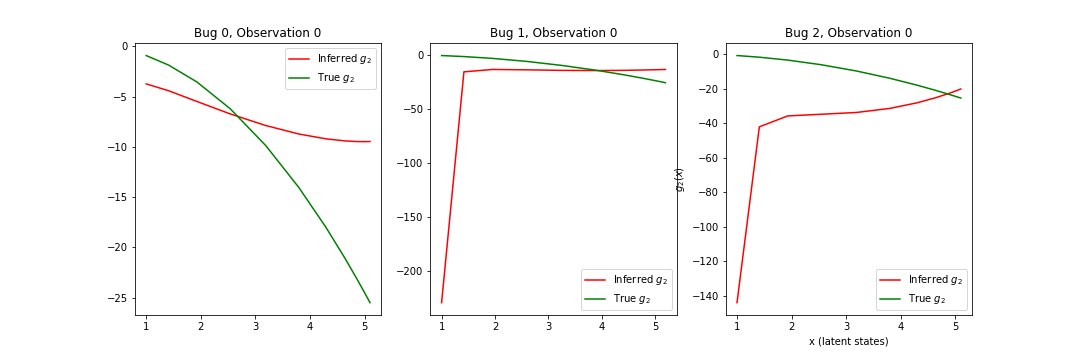 Bug 0, Observation 0
0
−5
−10
−15
−20
−25
1 2 3 4 5
Inferred g₂
True g₂
Bug 1, Observation 0
0
−50
−100
−150
−200
1 2 3 4 5
Inferred g₂
True g₂
Bug 2, Observation 0
g₂(x)
0
−20
−40
−60
−80
−100
−120
−140
1 2 3 4 5
x (latent states)
Inferred g₂
True g₂